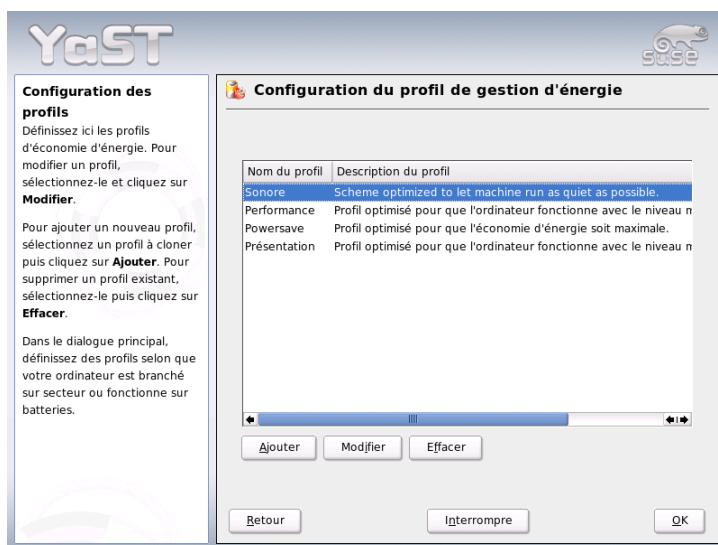 YaST
suse
Configuration des
profils
Définissez ici les profils
d'économie d'énergie. Pour
modifier un profil,
sélectionnez-le et cliquez sur
Modifier.
Pour ajouter un nouveau profil,
sélectionnez un profil à cloner
puis cliquez sur Ajouter. Pour
supprimer un profil existant,
sélectionnez-le puis cliquez sur
Effacer.
Dans le dialogue principal,
définissez des profils selon que
votre ordinateur est branché
sur secteur ou fonctionne sur
batteries.
Configuration du profil de gestion d'énergie
Nom du profil Description du profil
Sonore Scheme optimized to let machine run as quiet as possible.
Performance Profil optimisé pour que l'ordinateur fonctionne avec le niveau
Powersave Profil optimisé pour que l'économie d'énergie soit maximale.
Présentation Profil optimisé pour que l'ordinateur fonctionne avec le niveau
Ajouter Modifier Effacer
Retour Interrompre OK